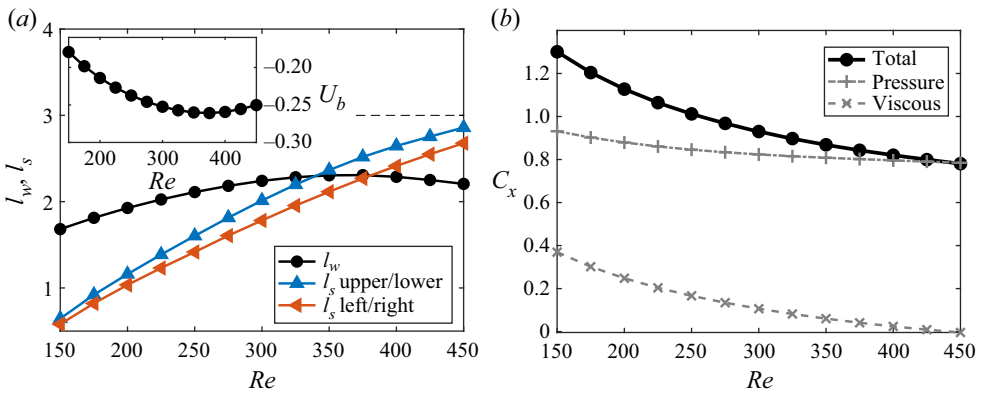 (a)
4
3
2
1
l_w, l_s
150 200 250 300 350 400 450
Re
–0.20
–0.25
–0.30
U_b
200 300 400
Re
l_w
l_s upper/lower
l_s left/right
(b)
1.2
1.0
0.8
0.6
0.4
0.2
0
C_x
150 200 250 300 350 400 450
Re
Total
Pressure
Viscous